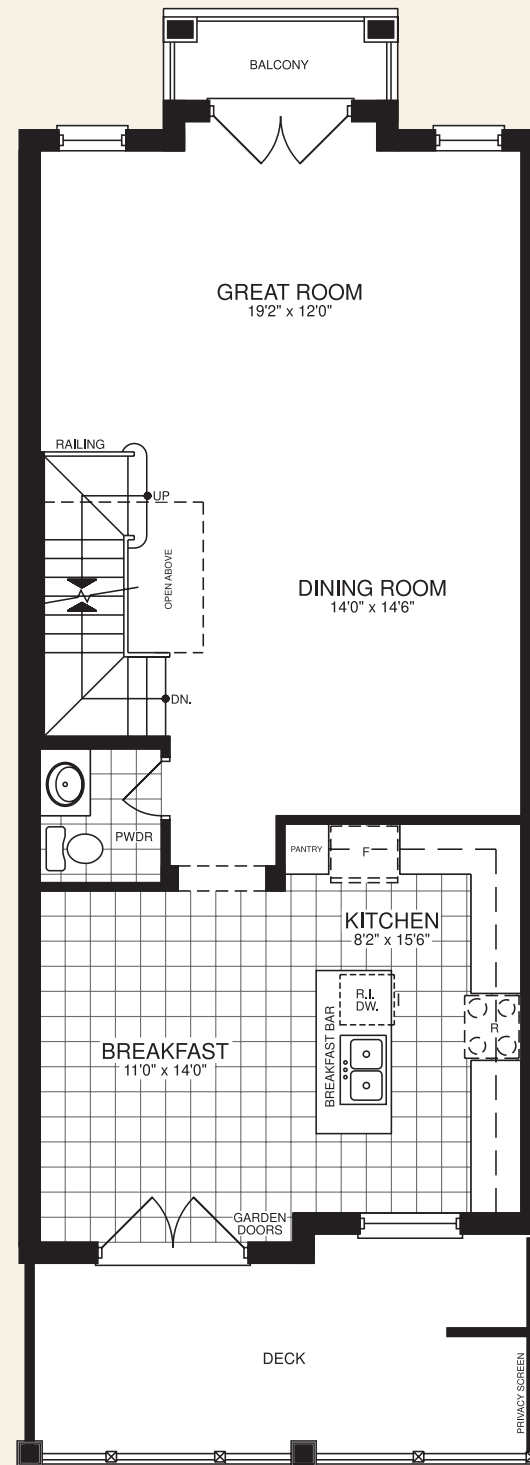 BALCONY
GREAT ROOM
19'2" x 12'0"
RAILING
UP
OPEN ABOVE
DINING ROOM
14'0" x 14'6"
DN.
PWDR
PANTRY
F
KITCHEN
8'2" x 15'6"
R.I.
DW.
R
BREAKFAST BAR
BREAKFAST
11'0" x 14'0"
GARDEN
DOORS
DECK
PRIVACY SCREEN